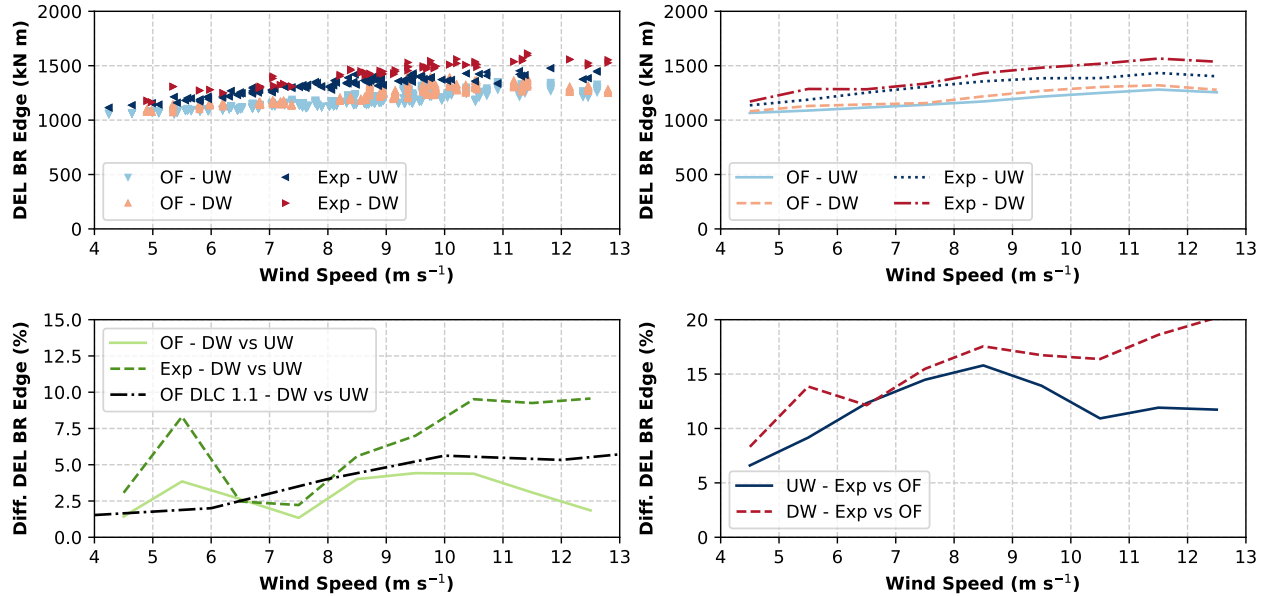 DEL BR Edge (kN m)
2000
1500
1000
500
0
OF - UW
OF - DW
Exp - UW
Exp - DW
4 5 6 7 8 9 10 11 12 13
Wind Speed (m s⁻¹)
DEL BR Edge (kN m)
2000
1500
1000
500
0
OF - UW
OF - DW
Exp - UW
Exp - DW
4 5 6 7 8 9 10 11 12 13
Wind Speed (m s⁻¹)
Diff. DEL BR Edge (%)
15.0
12.5
10.0
7.5
5.0
2.5
0.0
OF - DW vs UW
Exp - DW vs UW
OF DLC 1.1 - DW vs UW
4 5 6 7 8 9 10 11 12 13
Wind Speed (m s⁻¹)
Diff. DEL BR Edge (%)
20
15
10
5
0
UW - Exp vs OF
DW - Exp vs OF
4 5 6 7 8 9 10 11 12 13
Wind Speed (m s⁻¹)